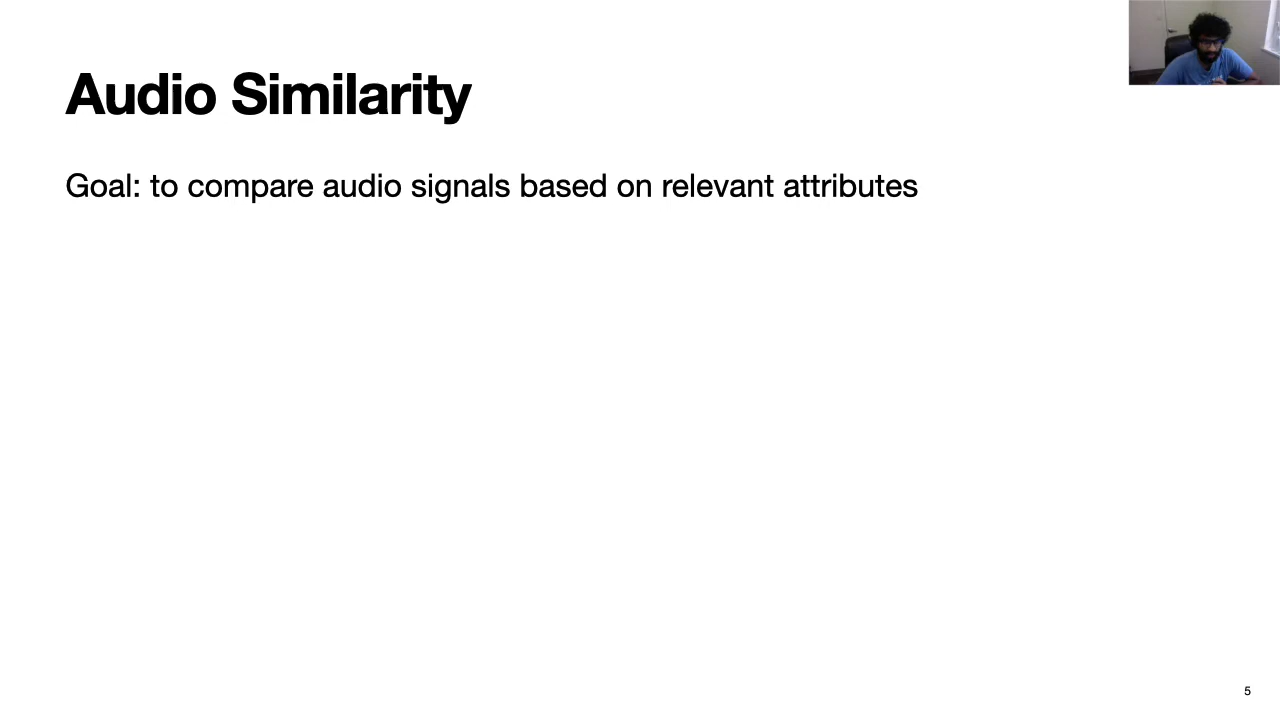 Audio Similarity
Goal: to compare audio signals based on relevant attributes
5